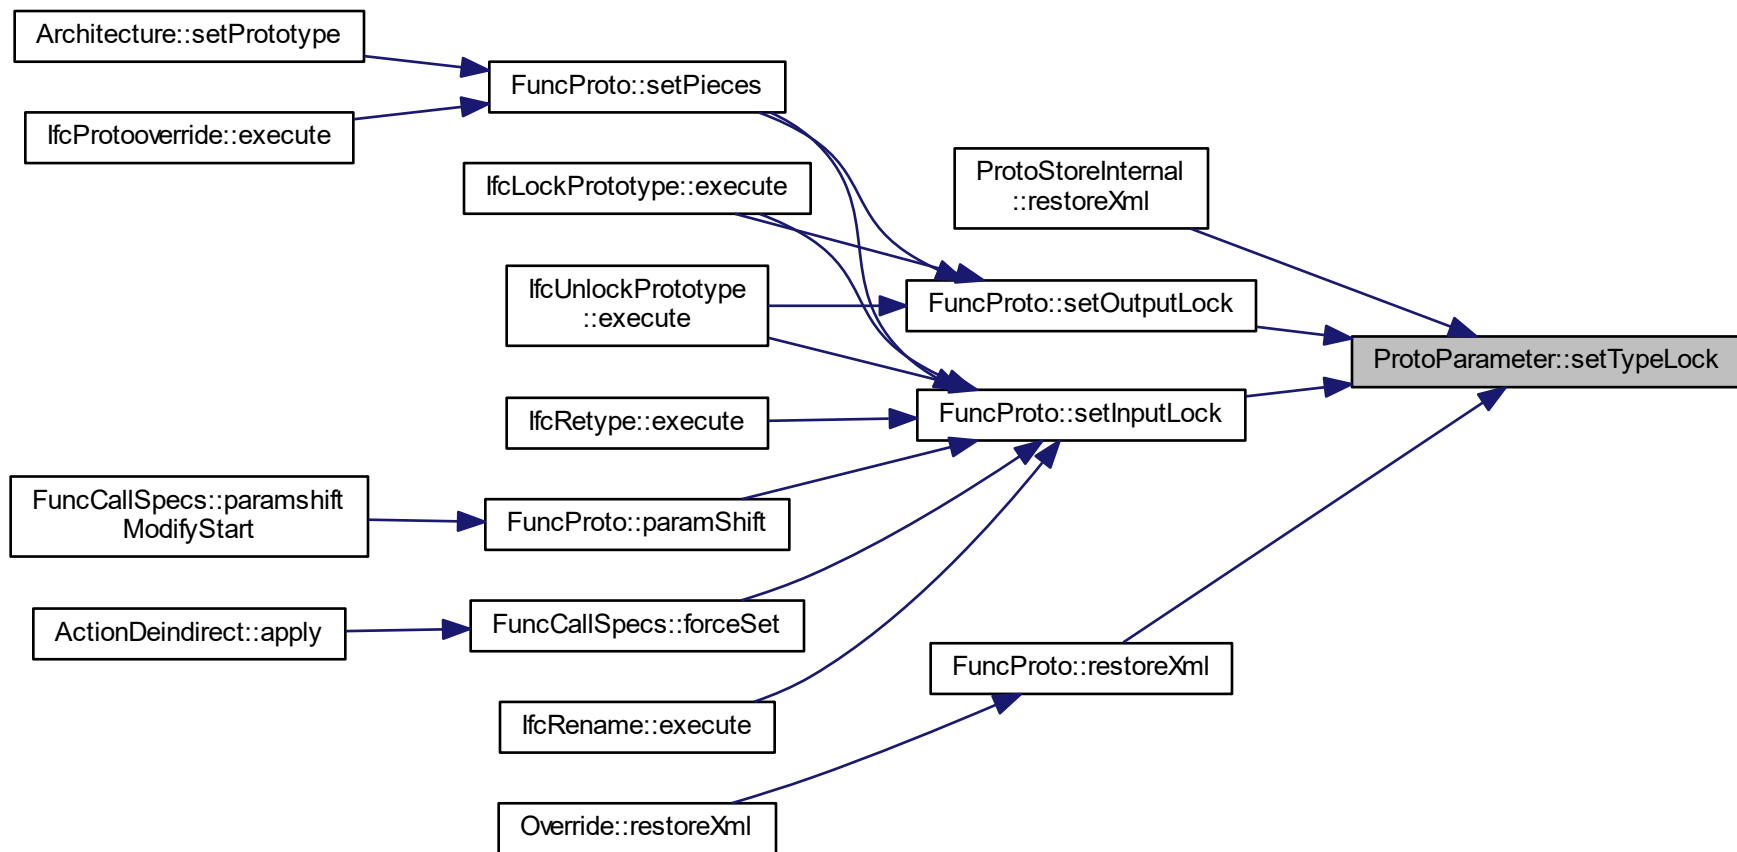 Architecture::setPrototype
FuncProto::setPieces
IfcProtooverride::execute
IfcLockPrototype::execute
ProtoStoreInternal
::restoreXml
IfcUnlockPrototype
::execute
FuncProto::setOutputLock
ProtoParameter::setTypeLock
IfcRetype::execute
FuncProto::setInputLock
FuncCallSpecs::paramshift
ModifyStart
FuncProto::paramShift
ActionDeindirect::apply
FuncCallSpecs::forceSet
FuncProto::restoreXml
IfcRename::execute
Override::restoreXml